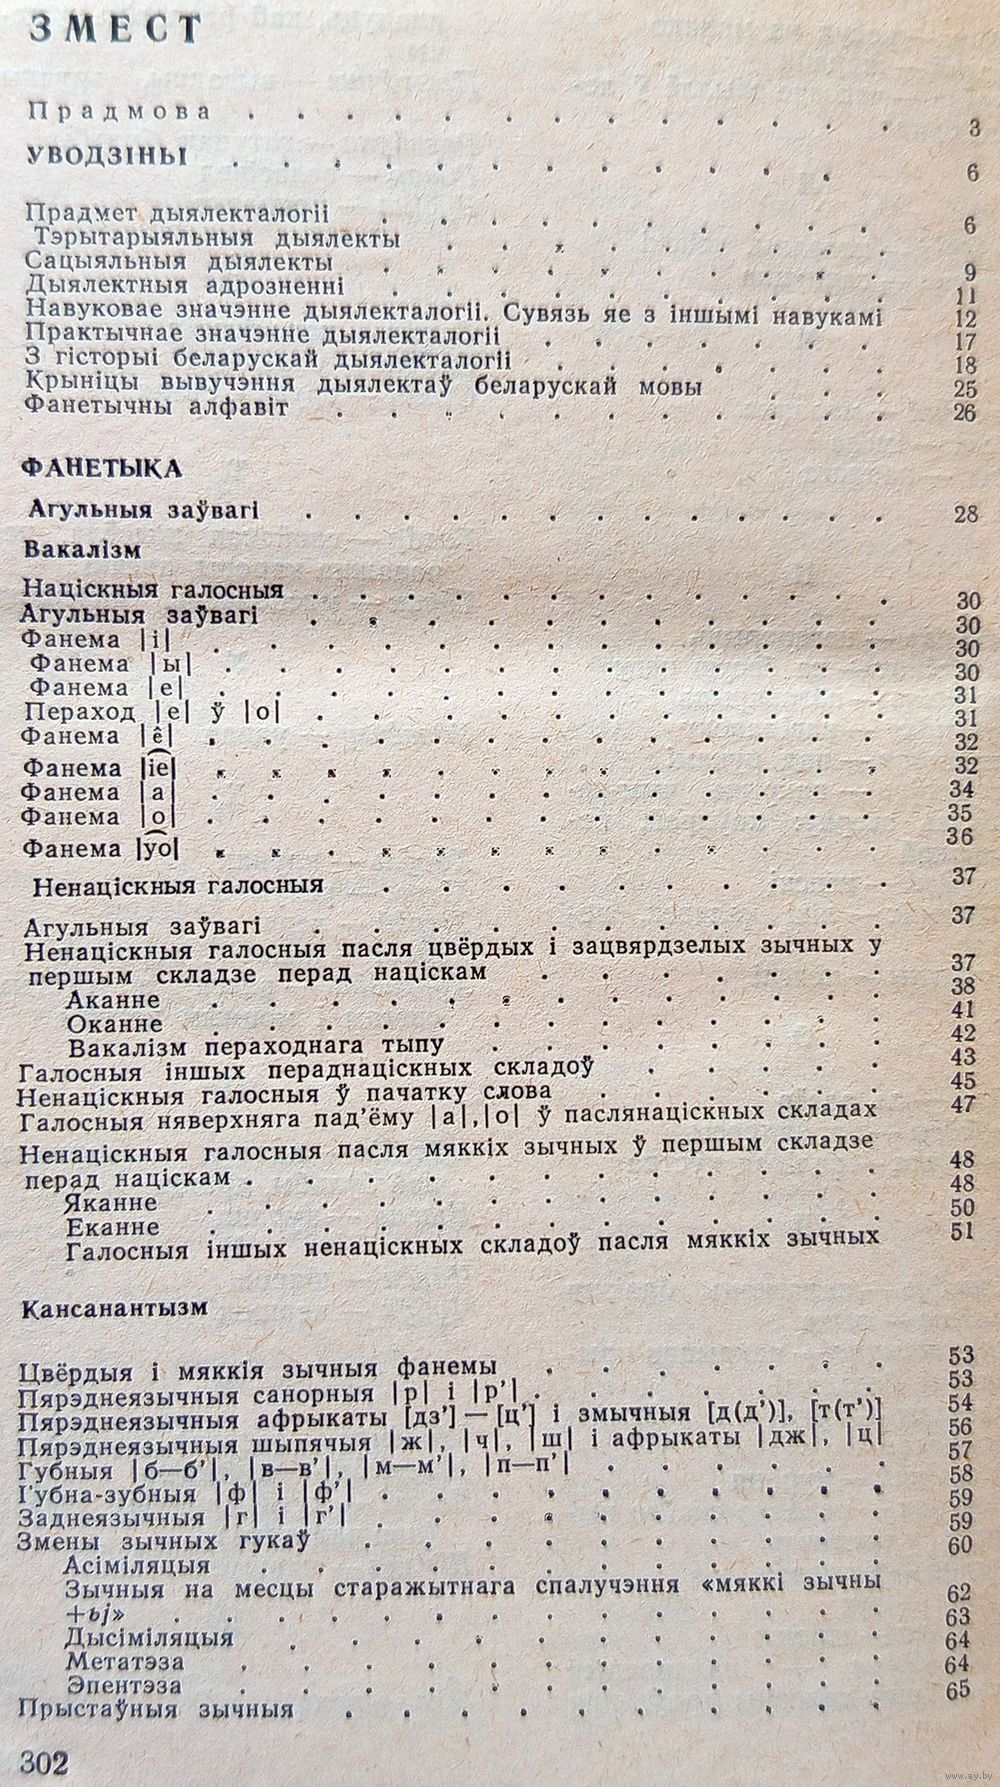 ЗМЕСТ
Прадмова . . . . . . . . . . . . 3
УВОДЗІНЫ . . . . . . . . . . . . 6
Прадмет дыялекталогіі . . . . . . . . . 6
Тэрытарыяльныя дыялекты . . . . . . . .
Сацыяльныя дыялекты . . . . . . . . . 9
Дыялектныя адрозненні . . . . . . . . . 11
Навуковае значэнне дыялекталогіі. Сувязь яе з іншымі навукамі 12
Практычнае значэнне дыялекталогіі . . . . . . . 17
З гісторыі беларускай дыялекталогіі . . . . . . . 18
Крыніцы вывучэння дыялектаў беларускай мовы . . . 25
Фанетычны алфавіт . . . . . . . . . . 26
ФАНЕТЫКА
Агульныя заўвагі . . . . . . . . . . . 28
Вакалізм
Націскныя галосныя . . . . . . . . . . . 30
Агульныя заўвагі . . . . . . . . . . . 30
Фанема |і| . . . . . . . . . . . . . 30
Фанема |ы| . . . . . . . . . . . . . 30
Фанема |е| . . . . . . . . . . . . . 31
Пераход |е| ў |о| . . . . . . . . . . . 31
Фанема |ê| . . . . . . . . . . . . . 32
Фанема |і͡е| . . . . . . . . . . . . . 32
Фанема |а| . . . . . . . . . . . . . 34
Фанема |о| . . . . . . . . . . . . . 35
Фанема |у͡о| . . . . . . . . . . . . . 36
Ненаціскныя галосныя . . . . . . . . . . 37
Агульныя заўвагі . . . . . . . . . . . 37
Ненаціскныя галосныя пасля цвёрдых і зацвярдзелых зычных у
першым складзе перад націскам . . . . . . . 37
Аканне . . . . . . . . . . . . 38
Оканне . . . . . . . . . . . . 41
Вакалізм пераходнага тыпу . . . . . . . . 42
Галосныя іншых пераднаціскных складоў . . . . . 43
Ненаціскныя галосныя ў пачатку слова . . . . . . 45
Галосныя няверхняга пад’ёму |а|,|о| ў паслянаціскных складах 47
Ненаціскныя галосныя пасля мяккіх зычных ў першым складзе
перад націскам . . . . . . . . . . . . 48
Яканне . . . . . . . . . . . . 48
Еканне . . . . . . . . . . . . 50
Галосныя іншых ненаціскных складоў пасля мяккіх зычных 51
Кансанантызм
Цвёрдыя і мяккія зычныя фанемы . . . . . . . 53
Пярэднеязычныя санорныя |р| і |р’| . . . . . . . 53
Пярэднеязычныя афрыкаты [дз’] — [ц’] і змычныя [д(д’)], [т(т’)] 54
Пярэднеязычныя шыпячыя |ж|, |ч|, |ш| і афрыкаты |дж|, |ц| 56
Губныя |б—б’|, |в—в’|, |м—м’|, |п—п’| . . . . . . 57
Губна-зубныя |ф| і |ф’| . . . . . . . . . . 58
Заднеязычныя |г| і |г’| . . . . . . . . . . 59
Змены зычных гукаў . . . . . . . . . . 59
Асіміляцыя . . . . . . . . . . . 60
Зычныя на месцы старажытнага спалучэння «мяккі зычны
+ьj» . . . . . . . . . . . . . . 62
Дысіміляцыя . . . . . . . . . . . 63
Метатэза . . . . . . . . . . . . 64
Эпентэза . . . . . . . . . . . . 64
Прыстаўныя зычныя . . . . . . . . . . 65
302
www.ay.by